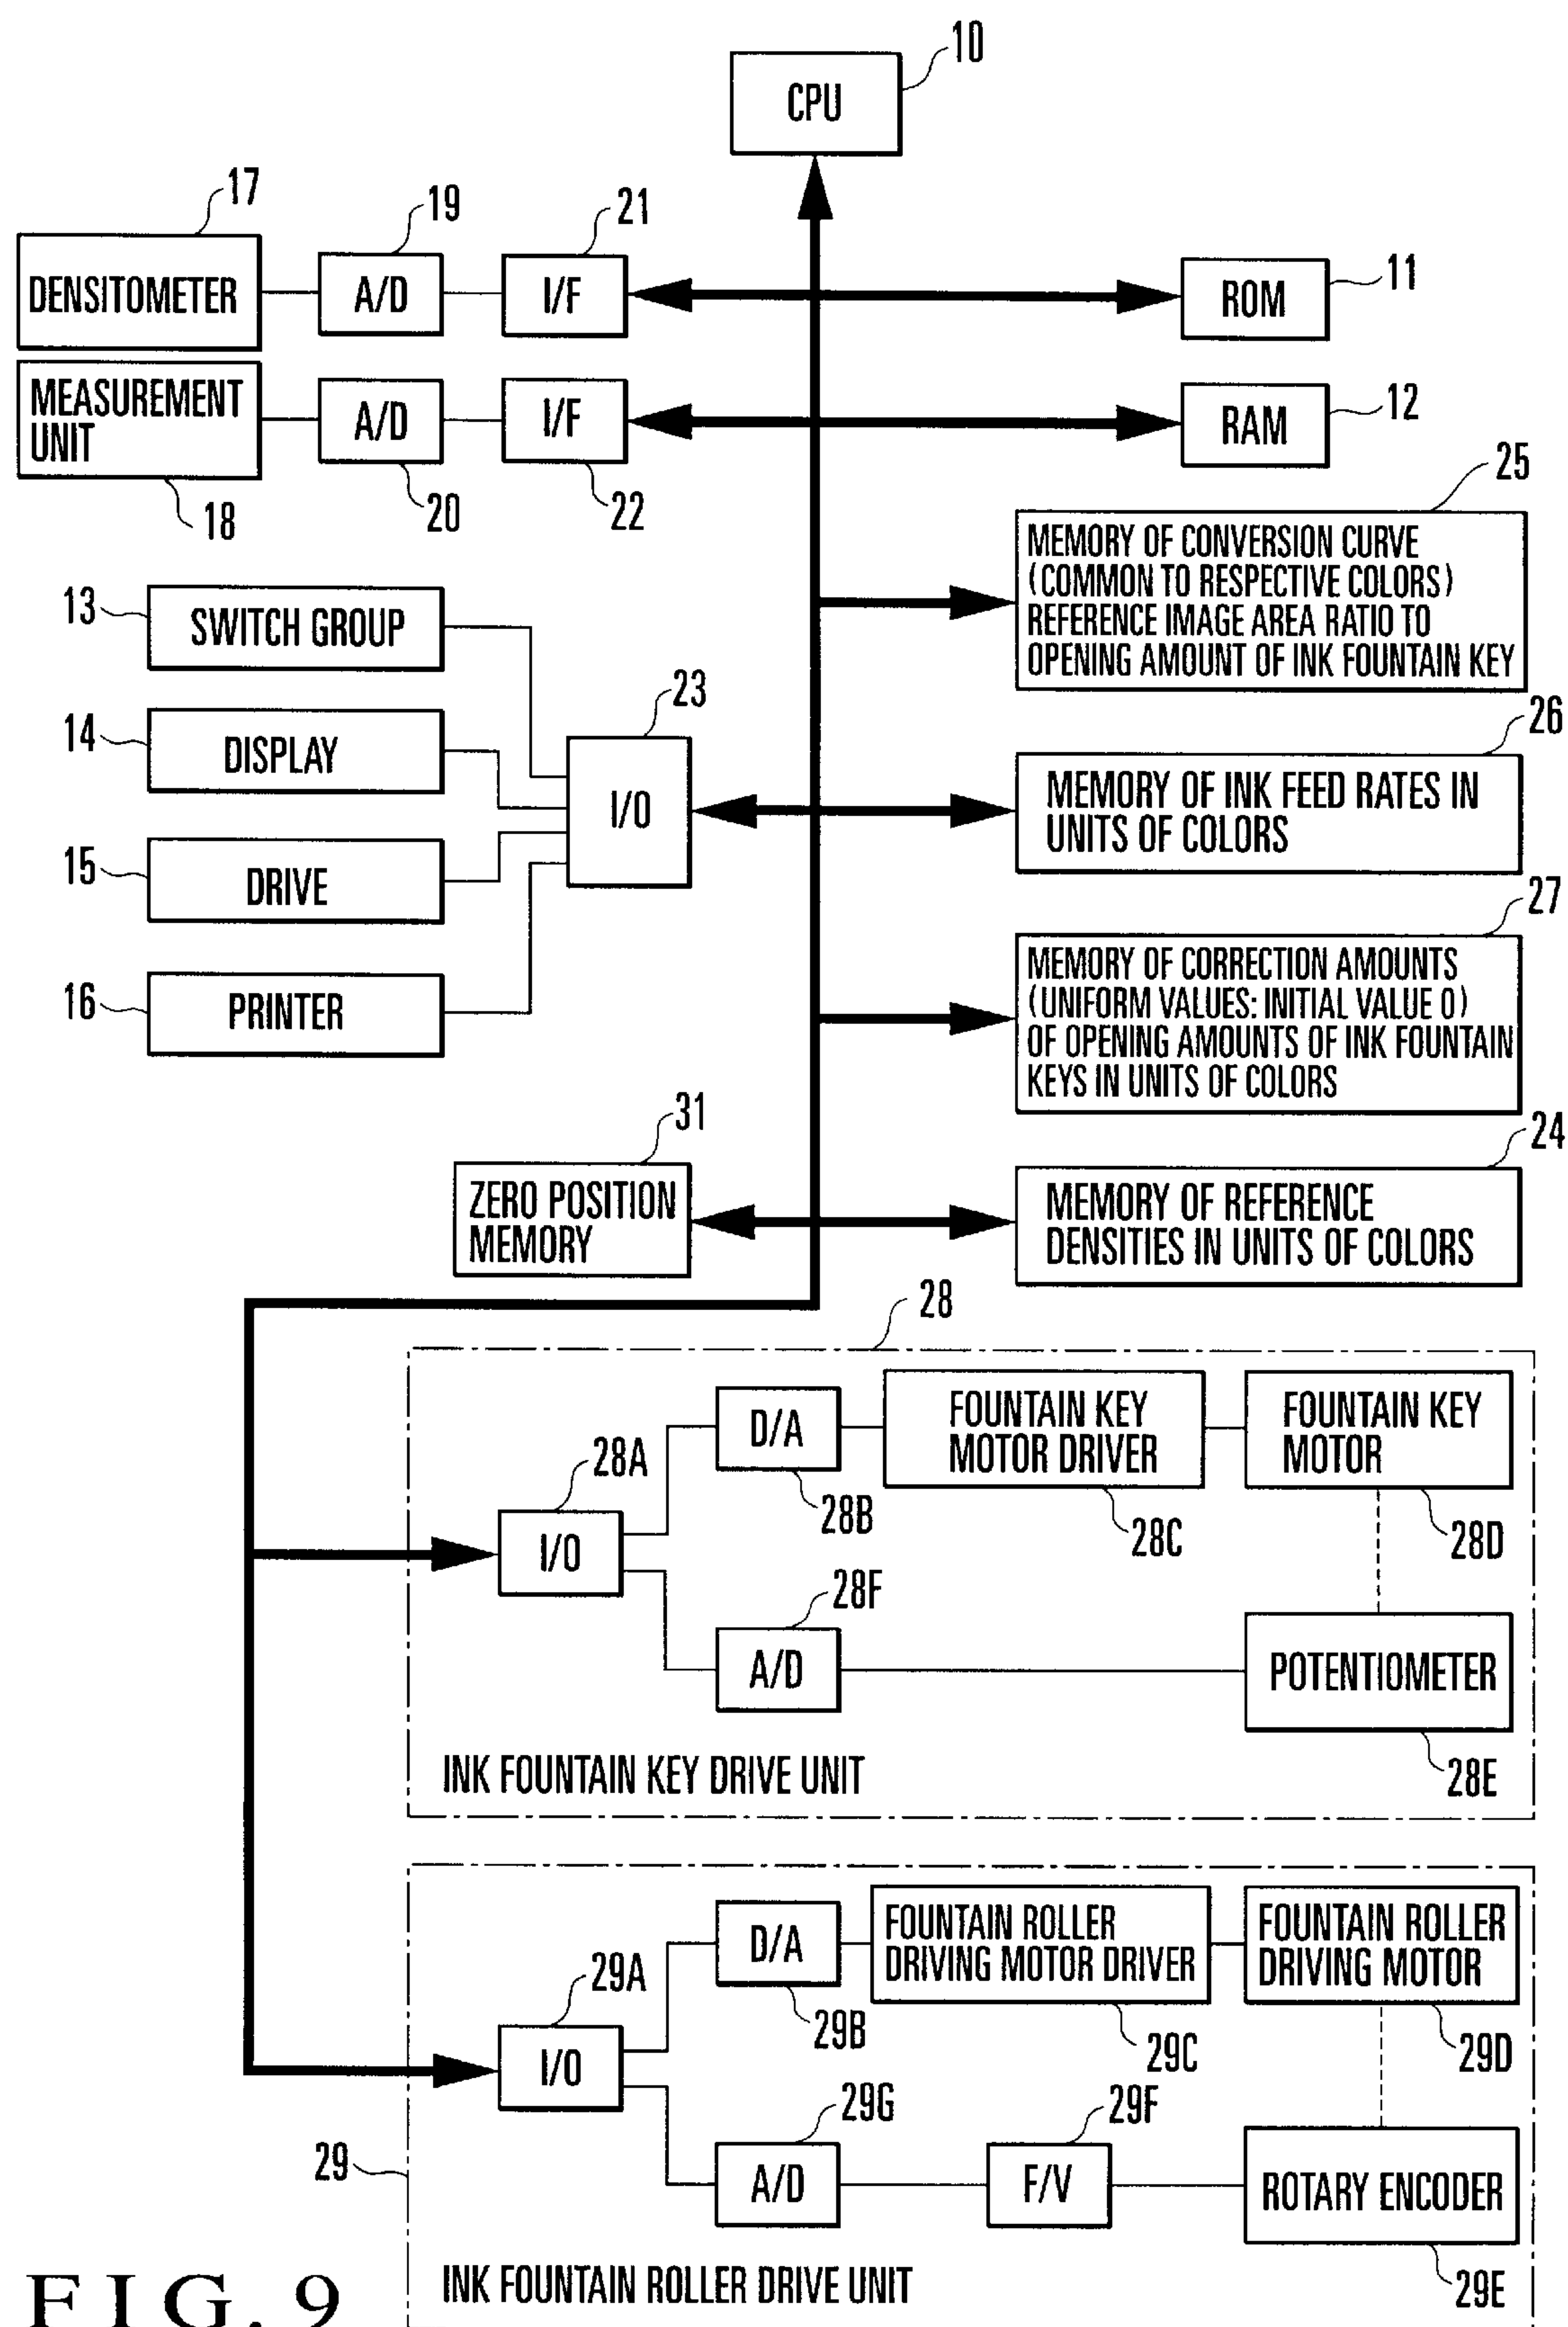 10
CPU
17
19
21
DENSITOMETER
A/D
I/F
ROM
11
MEASUREMENT
UNIT
A/D
I/F
RAM
12
18
20
22
25
MEMORY OF CONVERSION CURVE
(COMMON TO RESPECTIVE COLORS)
REFERENCE IMAGE AREA RATIO TO
OPENING AMOUNT OF INK FOUNTAIN KEY
13
SWITCH GROUP
23
14
DISPLAY
I/O
26
MEMORY OF INK FEED RATES IN
UNITS OF COLORS
15
DRIVE
27
MEMORY OF CORRECTION AMOUNTS
(UNIFORM VALUES: INITIAL VALUE 0)
OF OPENING AMOUNTS OF INK FOUNTAIN
KEYS IN UNITS OF COLORS
16
PRINTER
31
ZERO POSITION
MEMORY
24
MEMORY OF REFERENCE
DENSITIES IN UNITS OF COLORS
28
28A
I/O
D/A
28B
FOUNTAIN KEY
MOTOR DRIVER
28C
FOUNTAIN KEY
MOTOR
28D
28F
A/D
POTENTIOMETER
28E
INK FOUNTAIN KEY DRIVE UNIT
29A
I/O
D/A
29B
FOUNTAIN ROLLER
DRIVING MOTOR DRIVER
29C
FOUNTAIN ROLLER
DRIVING MOTOR
29D
29G
A/D
29F
F/V
ROTARY ENCODER
29E
29
INK FOUNTAIN ROLLER DRIVE UNIT
FIG. 9